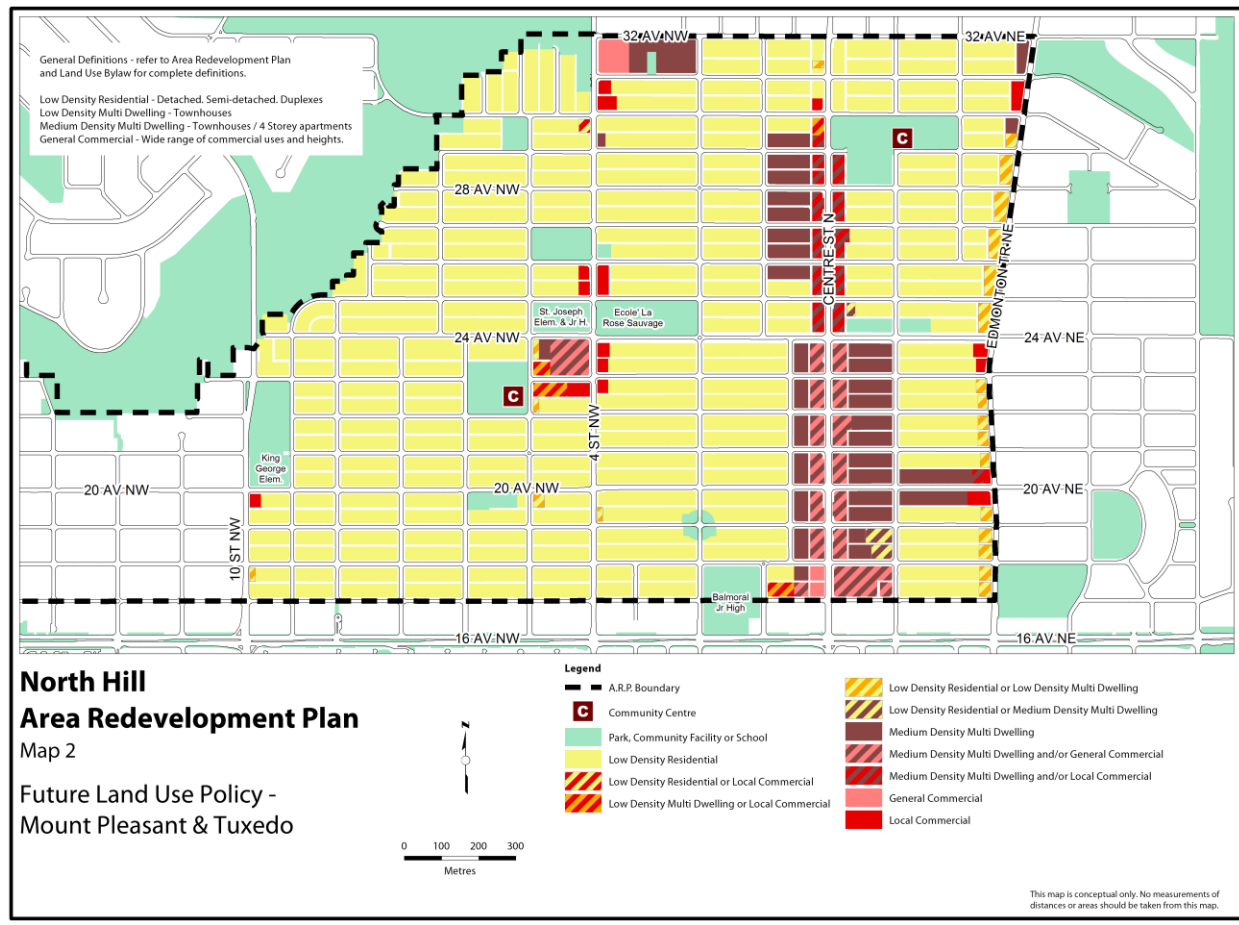 General Definitions - refer to Area Redevelopment Plan
and Land Use Bylaw for complete definitions.
Low Density Residential - Detached. Semi-detached. Duplexes
Low Density Multi Dwelling - Townhouses
Medium Density Multi Dwelling - Townhouses / 4 Storey apartments
General Commercial - Wide range of commercial uses and heights.
32 AV NW
32 AV NE
C
28 AV NW
CENTRE ST N
EDMONTON TR NE
St. Joseph
Elem. & Jr H.
Ecole' La
Rose Sauvage
24 AV NW
24 AV NE
C
4 ST NW
King
George
Elem.
20 AV NW
20 AV NW
20 AV NE
10 ST NW
Balmoral
Jr High
16 AV NW
16 AV NE
North Hill
Area Redevelopment Plan
Map 2
Future Land Use Policy -
Mount Pleasant & Tuxedo
N
0 100 200 300
Metres
Legend
A.R.P. Boundary
C Community Centre
Park, Community Facility or School
Low Density Residential
Low Density Residential or Local Commercial
Low Density Multi Dwelling or Local Commercial
Low Density Residential or Low Density Multi Dwelling
Low Density Residential or Medium Density Multi Dwelling
Medium Density Multi Dwelling
Medium Density Multi Dwelling and/or General Commercial
Medium Density Multi Dwelling and/or Local Commercial
General Commercial
Local Commercial
This map is conceptual only. No measurements of
distances or areas should be taken from this map.